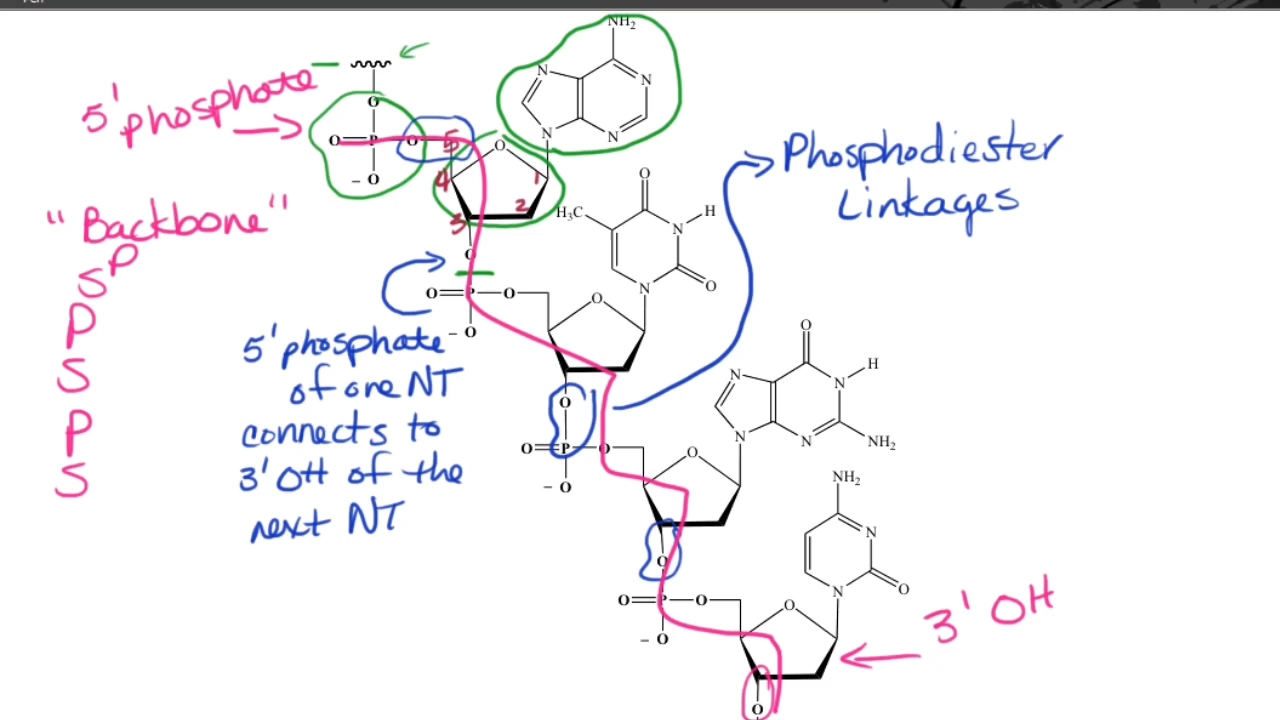 NH₂
5' phosphate
N
N
N
N
O
O=P-O
- O
5
4
1
2
3
O
O
"Backbone"
S P
P
S
P
S
Phosphodiester
Linkages
O
H₃C
N
H
N
O
O=P-O
- O
O
5' phosphate
of one NT
connects to
3' OH of the
next NT
O
O=P-O
- O
O
O
N
H
N
N
N
NH₂
O
O=P-O
- O
O
NH₂
N
N
O
O
3' OH